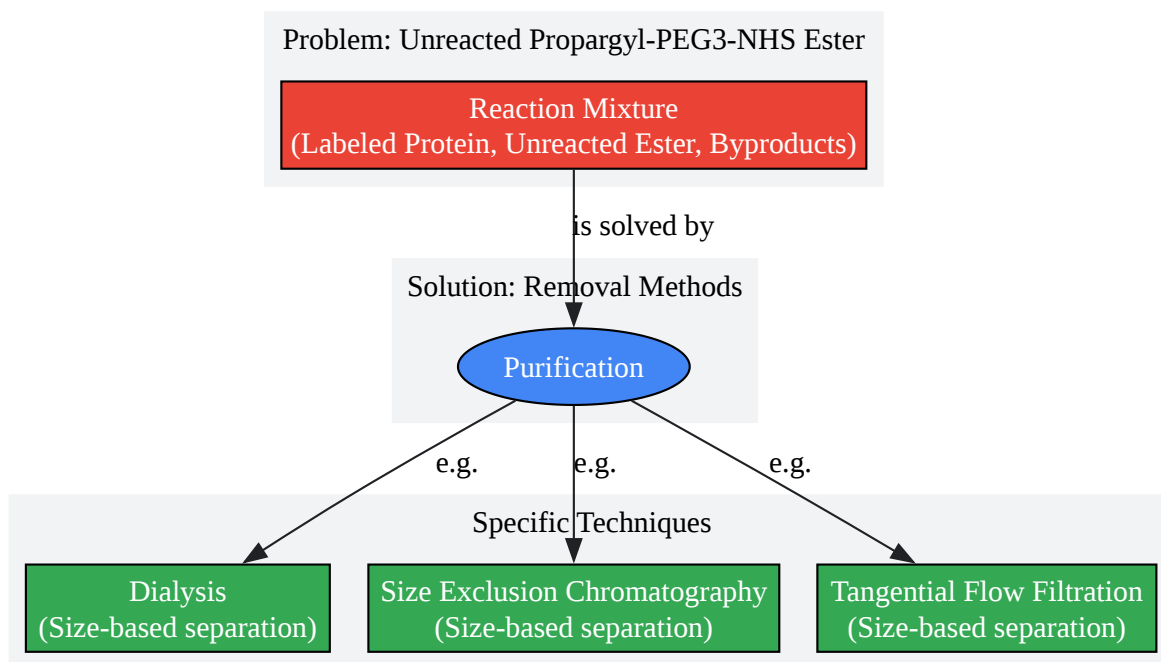 Problem: Unreacted Propargyl-PEG3-NHS Ester
Reaction Mixture
(Labeled Protein, Unreacted Ester, Byproducts)
is solved by
Solution: Removal Methods
Purification
e.g.
e.g.
e.g.
Specific Techniques
Dialysis
(Size-based separation)
Size Exclusion Chromatography
(Size-based separation)
Tangential Flow Filtration
(Size-based separation)